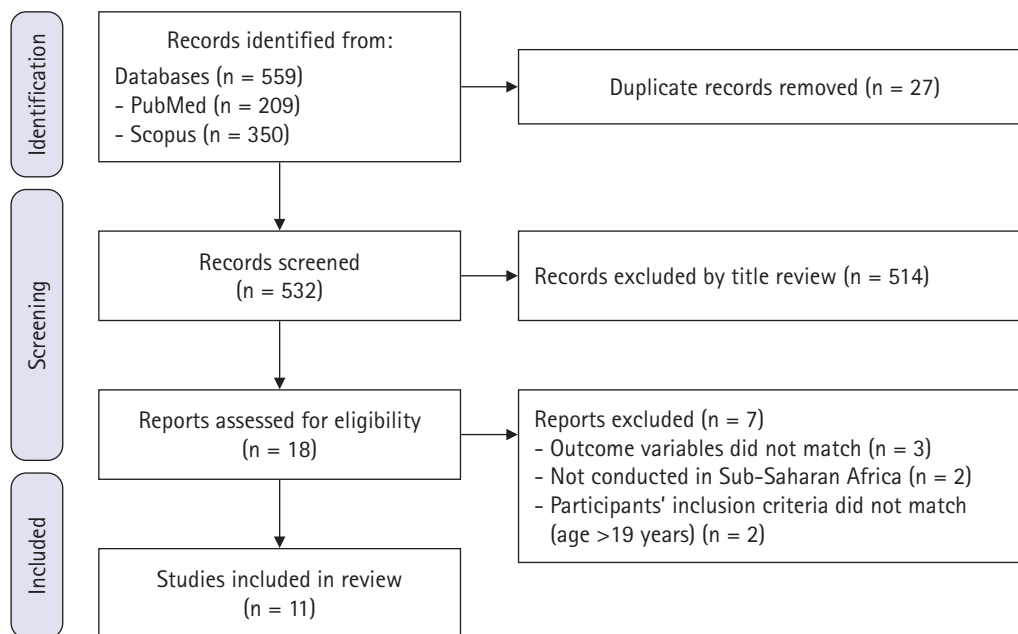 Identification
Records identified from:
Databases (n = 559)
- PubMed (n = 209)
- Scopus (n = 350)
Duplicate records removed (n = 27)
Screening
Records screened
(n = 532)
Records excluded by title review (n = 514)
Reports assessed for eligibility
(n = 18)
Reports excluded (n = 7)
- Outcome variables did not match (n = 3)
- Not conducted in Sub-Saharan Africa (n = 2)
- Participants' inclusion criteria did not match
(age >19 years) (n = 2)
Included
Studies included in review
(n = 11)